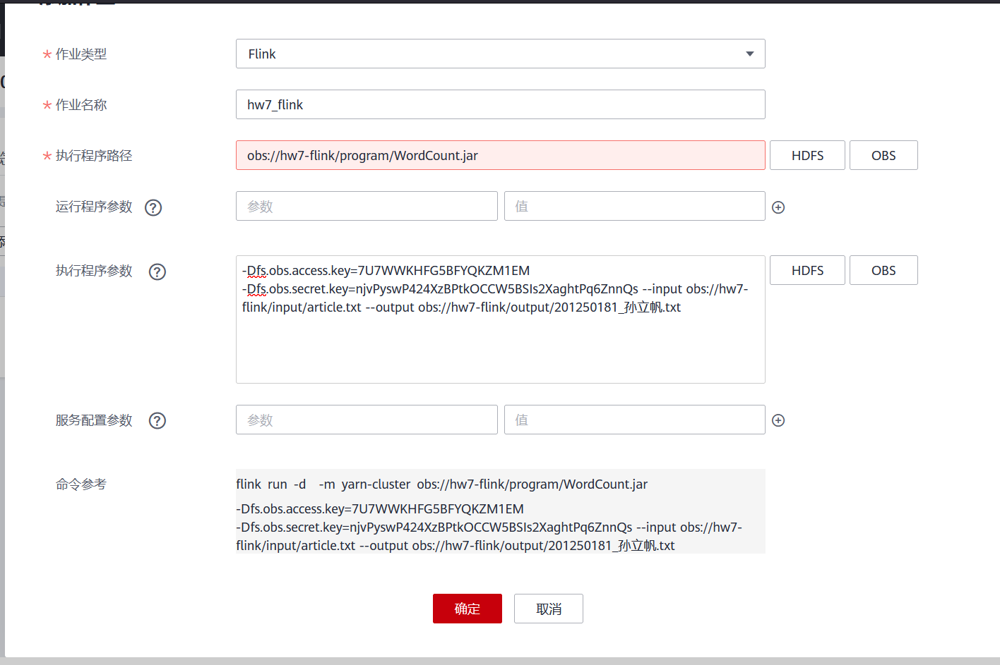 * 作业类型
Flink
* 作业名称
hw7_flink
* 执行程序路径
obs://hw7-flink/program/WordCount.jar
HDFS
OBS
运行程序参数 ?
参数
值
执行程序参数 ?
-Dfs.obs.access.key=7U7WWKHFG5BFYQKZM1EM
-Dfs.obs.secret.key=njvPyswP424XzBPtkOCCW5BSIs2XaghtPq6ZnnQs --input obs://hw7-
flink/input/article.txt --output obs://hw7-flink/output/201250181_孙立帆.txt
HDFS
OBS
服务配置参数 ?
参数
值
命令参考
flink run -d -m yarn-cluster obs://hw7-flink/program/WordCount.jar
-Dfs.obs.access.key=7U7WWKHFG5BFYQKZM1EM
-Dfs.obs.secret.key=njvPyswP424XzBPtkOCCW5BSIs2XaghtPq6ZnnQs --input obs://hw7-
flink/input/article.txt --output obs://hw7-flink/output/201250181_孙立帆.txt
确定
取消